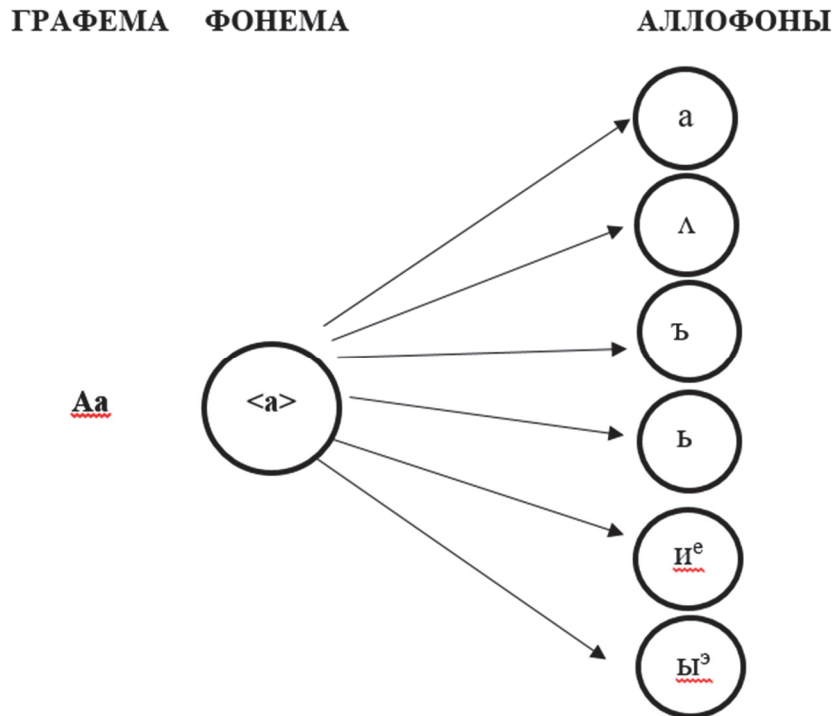 ГРАФЕМА ФОНЕМА АЛЛОФОНЫ
а
ʌ
ъ
Аа <а>
ь
иᵉ
ыᵊ